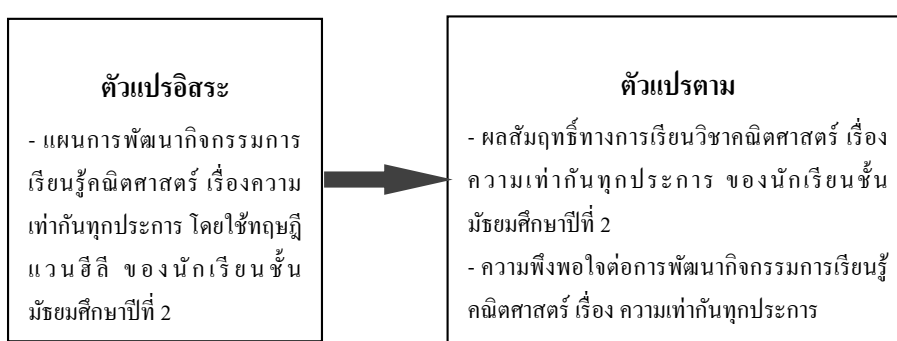 ตัวแปรอิสระ
- แผนการพัฒนากิจกรรมการ
เรียนรู้คณิตศาสตร์ เรื่องความ
เท่ากันทุกประการ โดยใช้ทฤษฎี
แวนฮีลี ของนักเรียนชั้น
มัธยมศึกษาปีที่ 2
ตัวแปรตาม
- ผลสัมฤทธิ์ทางการเรียนวิชาคณิตศาสตร์ เรื่อง
ความเท่ากันทุกประการ ของนักเรียนชั้น
มัธยมศึกษาปีที่ 2
- ความพึงพอใจต่อการพัฒนากิจกรรมการเรียนรู้
คณิตศาสตร์ เรื่อง ความเท่ากันทุกประการ